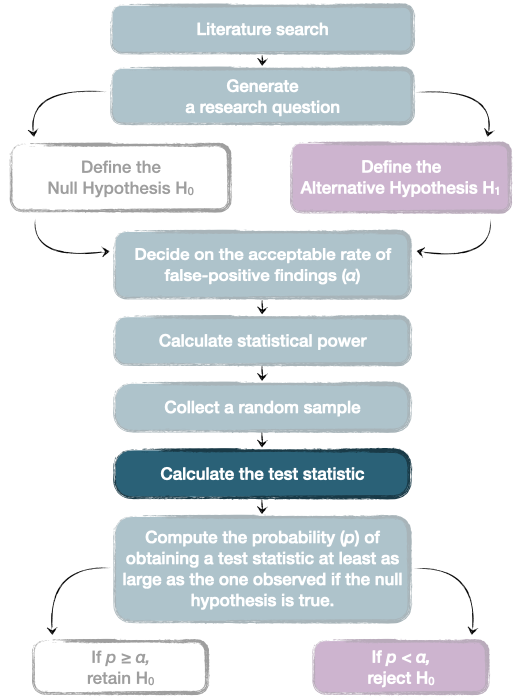 Literature search
Generate
a research question
Define the
Null Hypothesis H₀
Define the
Alternative Hypothesis H₁
Decide on the acceptable rate of
false-positive findings (α)
Calculate statistical power
Collect a random sample
Calculate the test statistic
Compute the probability (p) of
obtaining a test statistic at least as
large as the one observed if the null
hypothesis is true.
If p ≥ α,
retain H₀
If p < α,
reject H₀